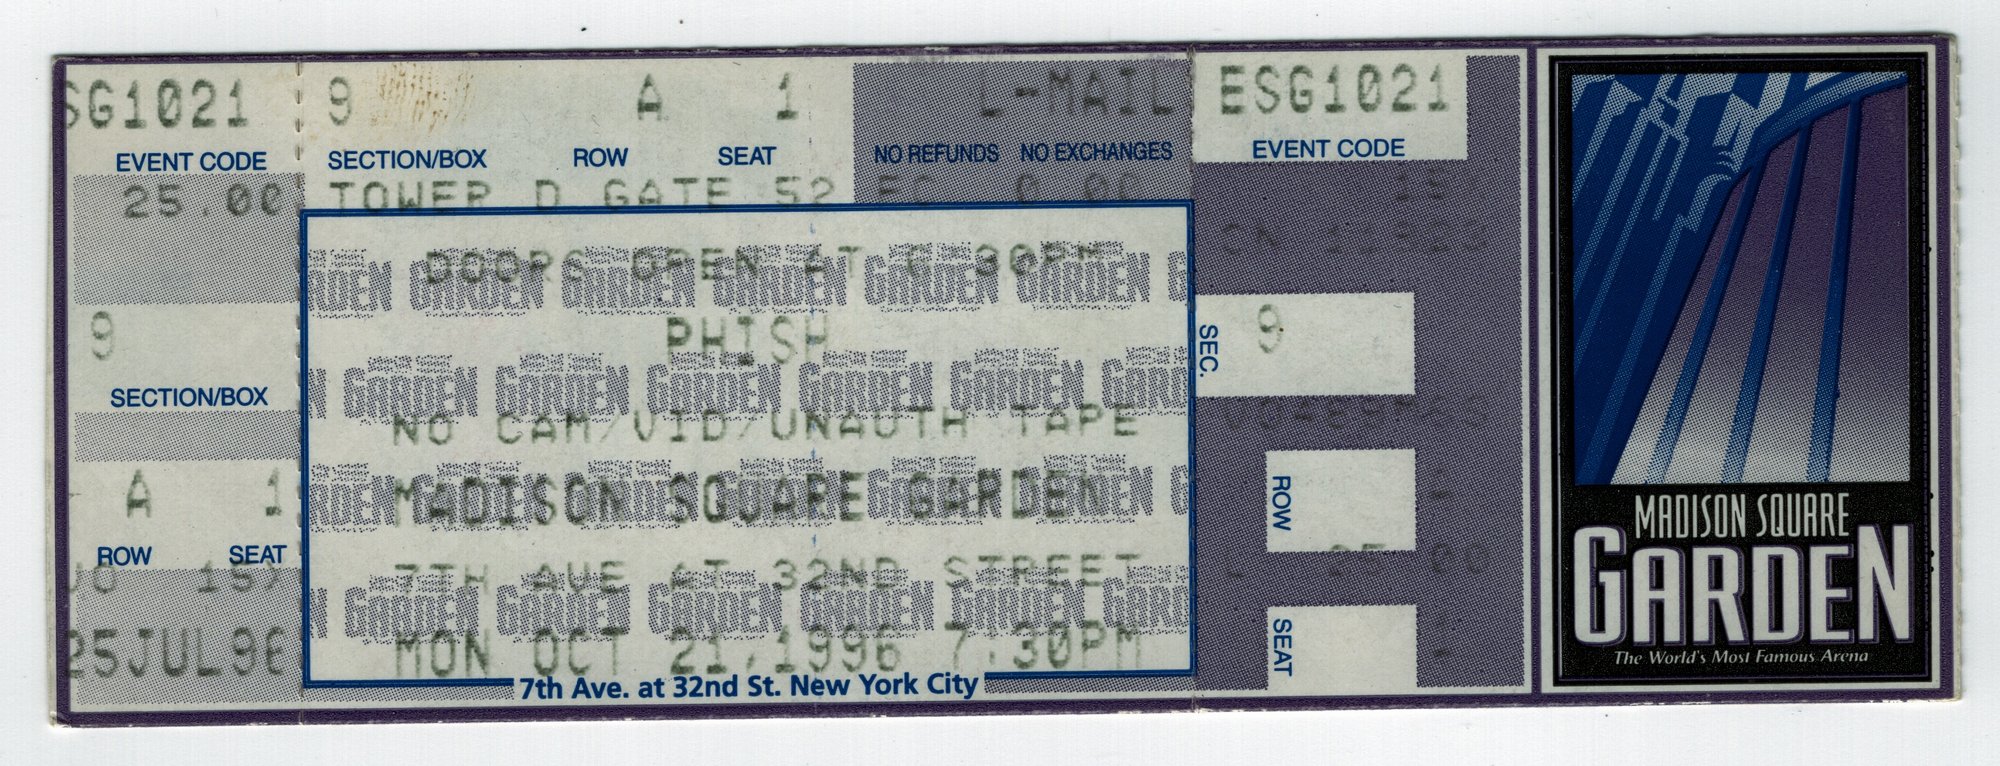 SG1021
EVENT CODE
25.00
9
SECTION/BOX
A 1
ROW SEAT
25JUL96
9 A 1
SECTION/BOX ROW SEAT
L-MAIL
NO REFUNDS NO EXCHANGES
TOWER D GATE 52
DOORS OPEN AT 6:30PM
PHISH
NO CAM/VID/UNAUTH TAPE
MADISON SQUARE GARDEN
7TH AVE AT 32ND STREET
MON OCT 21,1996 7:30PM
7th Ave. at 32nd St. New York City
ESG1021
EVENT CODE
SEC. 9
ROW
25.00
SEAT
MADISON SQUARE
GARDEN
The World's Most Famous Arena